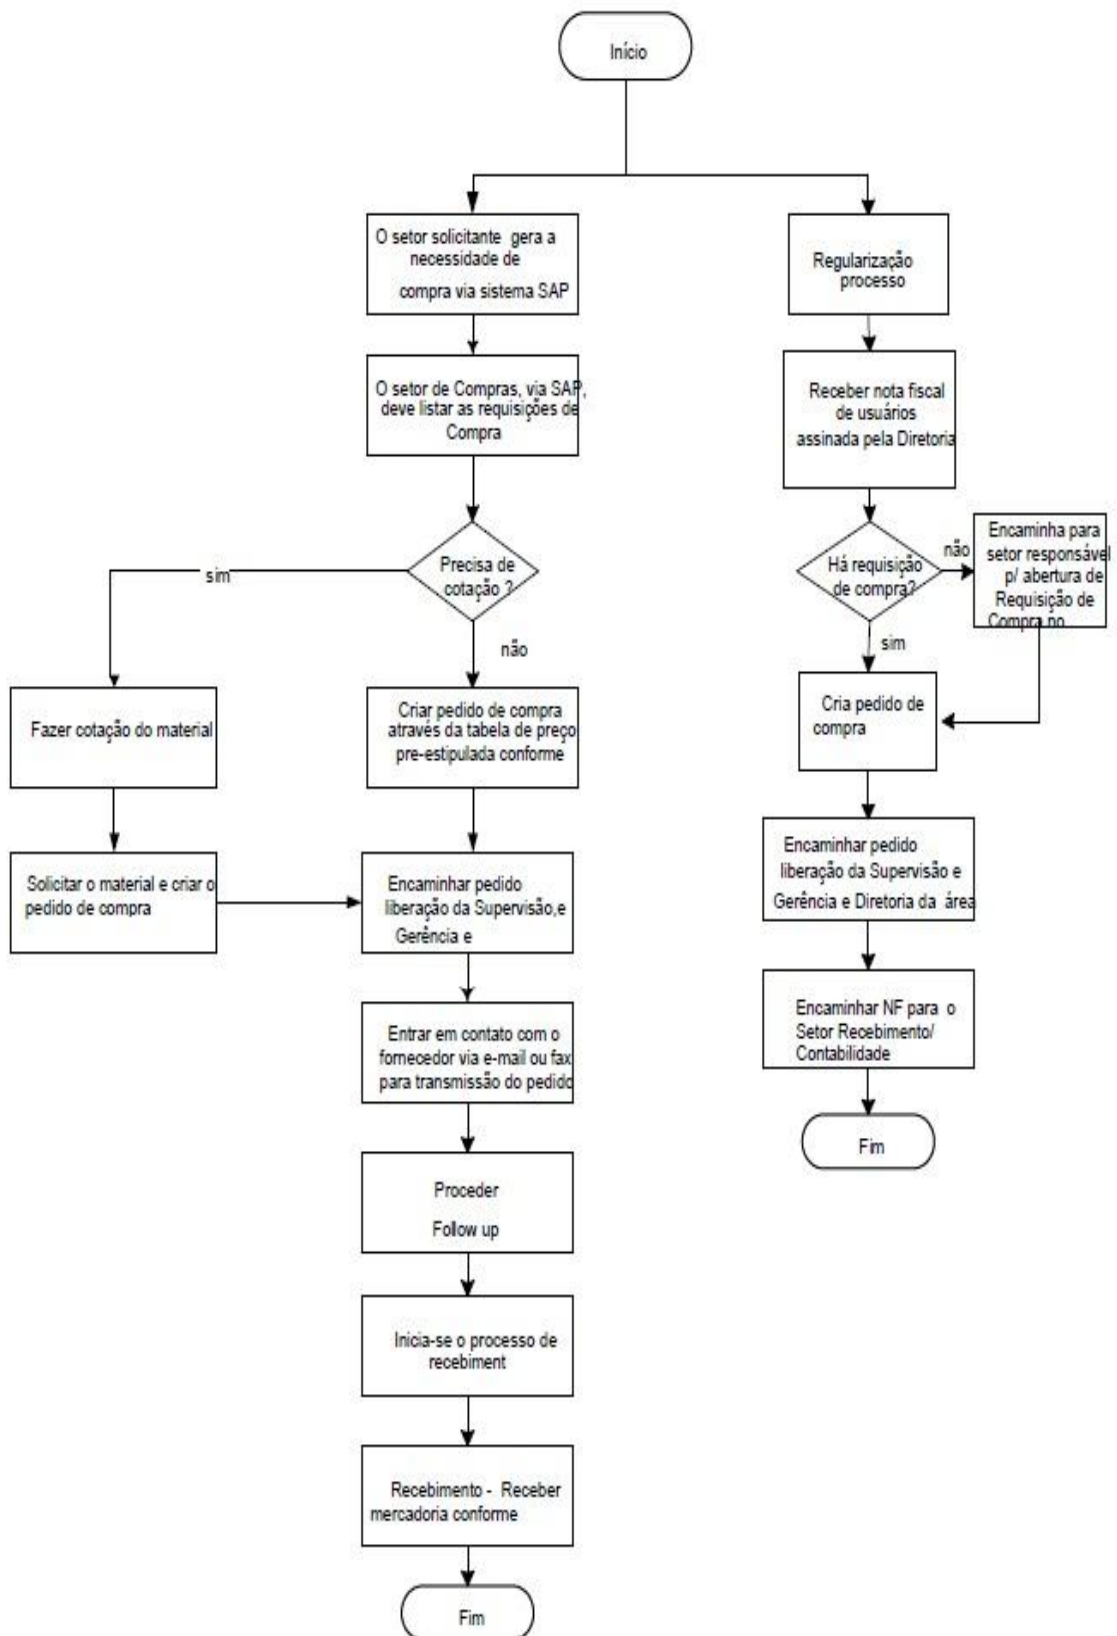 Início
O setor solicitante gera a
necessidade de
compra via sistema SAP
O setor de Compras, via SAP,
deve listar as requisições de
Compra
Precisa de
cotação ?
sim
não
Fazer cotação do material
Solicitar o material e criar o
pedido de compra
Criar pedido de compra
através da tabela de preço
pre-estipulada conforme
Encaminhar pedido
liberação da Supervisão,e
Gerência e
Entrar em contato com o
fornecedor via e-mail ou fax
para transmissão do pedido
Proceder
Follow up
Inicia-se o processo de
recebiment
Recebimento - Receber
mercadoria conforme
Fim
Regularização
processo
Receber nota fiscal
de usuários
assinada pela Diretoria
Há requisição
de compra?
não
Encaminha para
setor responsável
p/ abertura de
Requisição de
Compra no
sim
Cria pedido de
compra
Encaminhar pedido
liberação da Supervisão e
Gerência e Diretoria da área
Encaminhar NF para o
Setor Recebimento/
Contabilidade
Fim